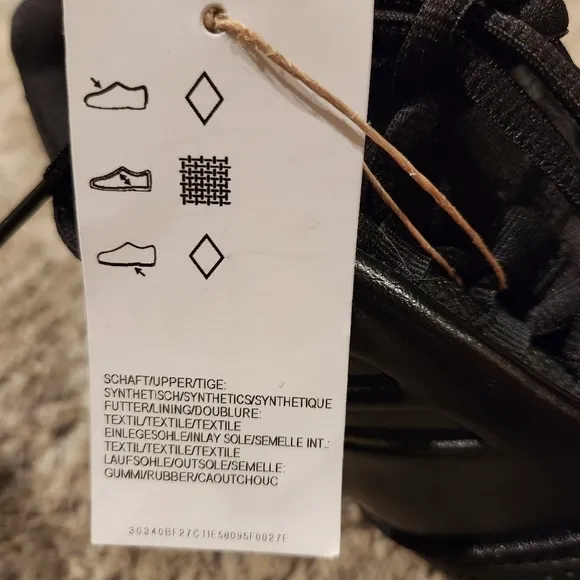 SCHAFT/UPPER/TIGE:
SYNTHETISCH/SYNTHETICS/SYNTHETIQUE
FUTTER/LINING/DOUBLURE:
TEXTIL/TEXTILE/TEXTILE
EINLEGESOHLE/INLAY SOLE/SEMELLE INT.:
TEXTIL/TEXTILE/TEXTILE
LAUFSOHLE/OUTSOLE/SEMELLE:
GUMMI/RUBBER/CAOUTCHOUC
30340BF27C11E58095F0027F